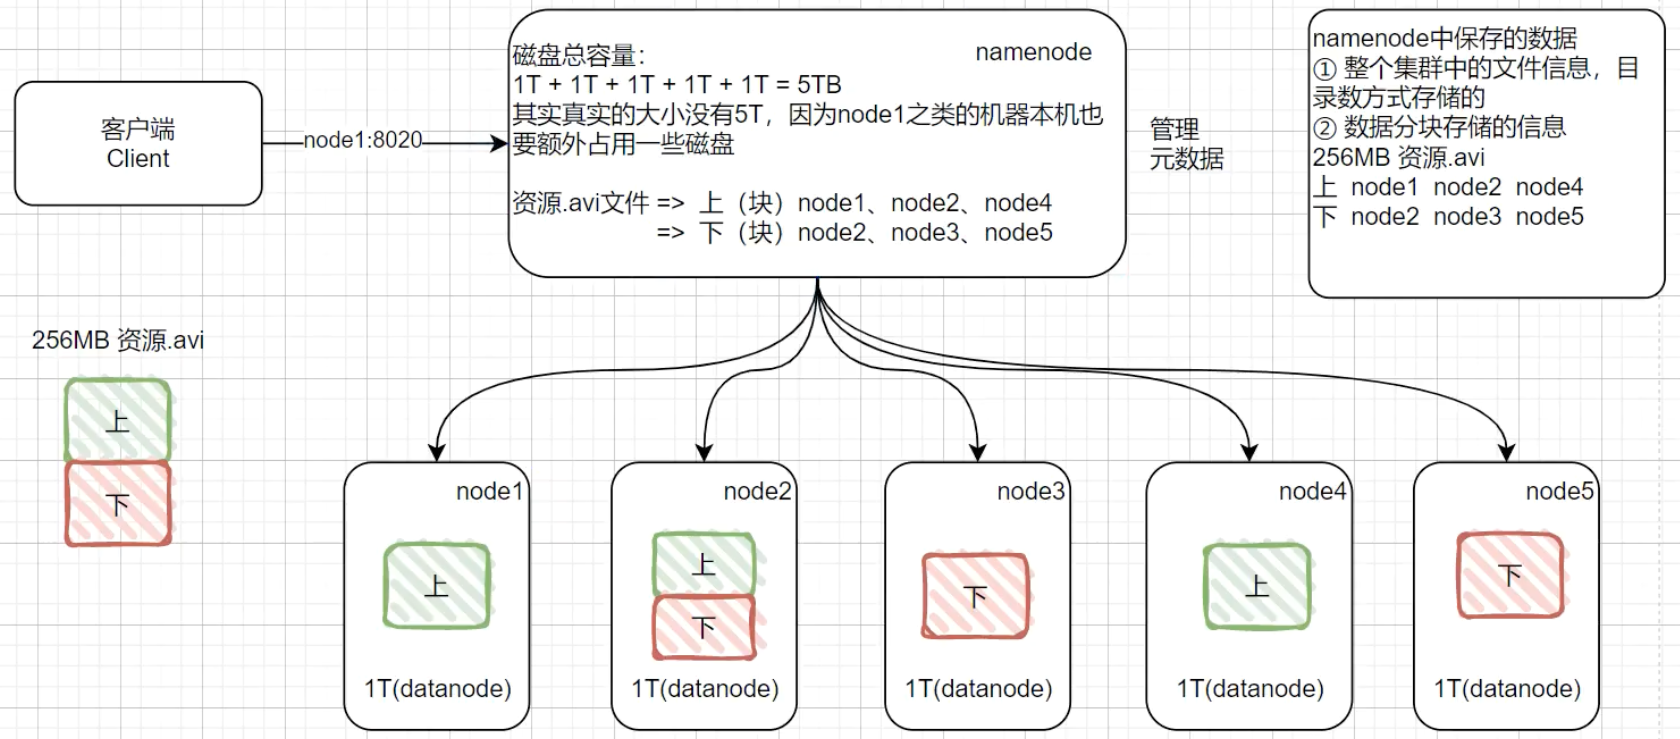 客户端
Client
node1:8020
磁盘总容量：
namenode
1T + 1T + 1T + 1T + 1T = 5TB
其实真实的大小没有5T，因为node1之类的机器本机也
要额外占用一些磁盘
资源.avi文件 => 上（块）node1、node2、node4
=> 下（块）node2、node3、node5
管理
元数据
namenode中保存的数据
① 整个集群中的文件信息，目
录数方式存储的
② 数据分块存储的信息
256MB 资源.avi
上 node1 node2 node4
下 node2 node3 node5
256MB 资源.avi
上
下
node1
上
1T(datanode)
node2
上
下
1T(datanode)
node3
下
1T(datanode)
node4
上
1T(datanode)
node5
下
1T(datanode)